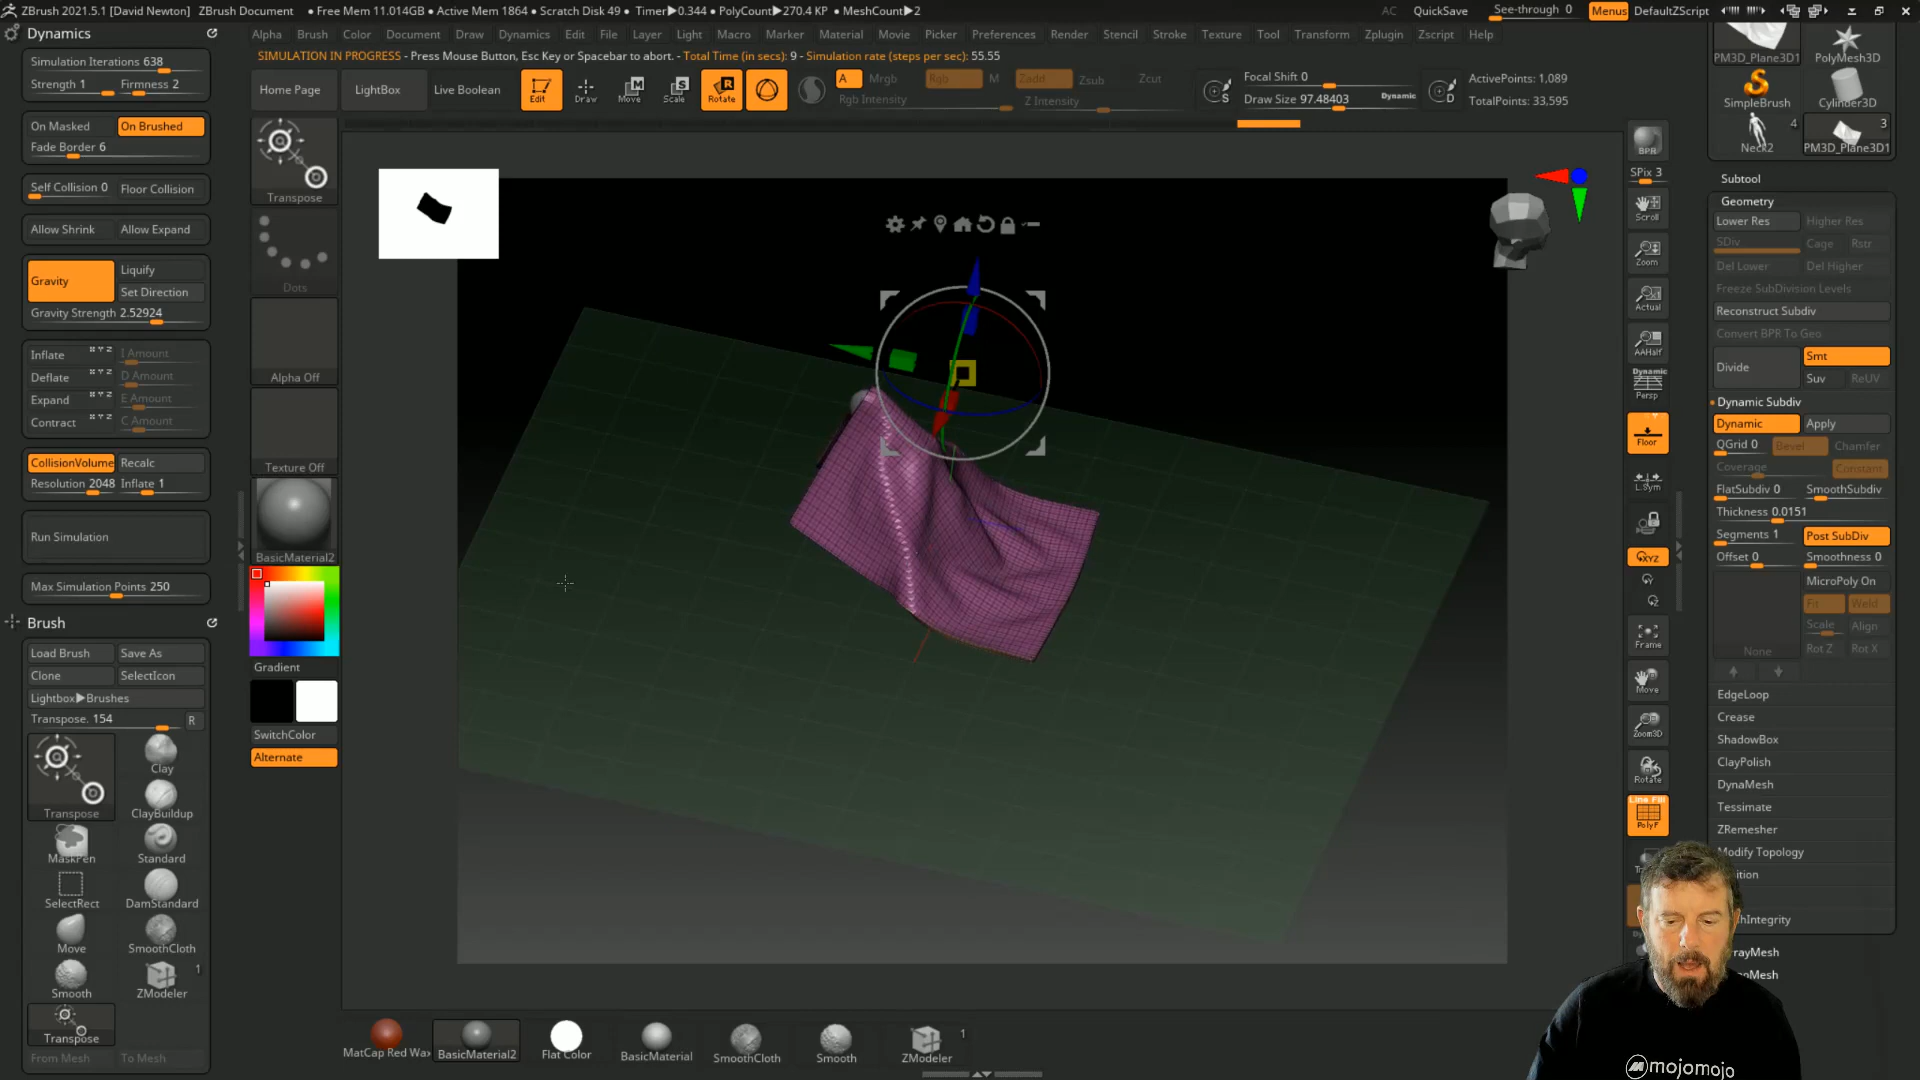 ZBrush 2021.5.1 [David Newton] ZBrush Document • Free Mem 11.014GB • Active Mem 1864 • Scratch Disk 49 • Timer▶0.344 • PolyCount▶270.4 KP • MeshCount▶2 AC QuickSave See-through 0 Menus DefaultZScript
Alpha Brush Color Document Draw Dynamics Edit File Layer Light Macro Marker Material Movie Picker Preferences Render Stencil Stroke Texture Tool Transform Zplugin Zscript Help
SIMULATION IN PROGRESS - Press Mouse Button, Esc Key or Spacebar to abort. - Total Time (in secs): 9 - Simulation rate (steps per sec): 55.55
Home Page LightBox Live Boolean Edit Draw Move Scale Rotate
A Mrgb Rgb M Zadd Zsub Zcut
Rgb Intensity Z Intensity
Focal Shift 0
Draw Size 97.48403 Dynamic
ActivePoints: 1,089
TotalPoints: 33,595
Dynamics
Simulation Iterations 638
Strength 1 Firmness 2
On Masked On Brushed
Fade Border 6
Self Collision 0 Floor Collision
Allow Shrink Allow Expand
Gravity Liquify
Set Direction
Gravity Strength 2.52924
Inflate I Amount
Deflate D Amount
Expand E Amount
Contract C Amount
CollisionVolume Recalc
Resolution 2048 Inflate 1
Run Simulation
Max Simulation Points 250
Brush
Load Brush Save As
Clone SelectIcon
Lightbox▶Brushes
Transpose. 154 R
Transpose Clay
ClayBuildup
MaskPen Standard
SelectRect DamStandard
Move SmoothCloth
Smooth ZModeler 1
Transpose
From Mesh To Mesh
Transpose
Dots
Alpha Off
Texture Off
BasicMaterial2
Gradient
SwitchColor
Alternate
MatCap Red Wax BasicMaterial2 Flat Color BasicMaterial SmoothCloth Smooth ZModeler 1
BPR
SPix 3
Scroll
Zoom
Actual
AAHalf
Dynamic
Persp
Floor
L.Sym
XYZ
Frame
Move
Zoom3D
Rotate
Line Fill
PolyF
PM3D_Plane3D1 PolyMesh3D
SimpleBrush Cylinder3D
4 3
Neck2 PM3D_Plane3D1
Subtool
Geometry
Lower Res Higher Res
SDiv Cage Rstr
Del Lower Del Higher
Freeze SubDivision Levels
Reconstruct Subdiv
Convert BPR To Geo
Divide Smt
Suv ReUV
Dynamic Subdiv
Dynamic Apply
QGrid 0 Bevel Chamfer
Coverage Constant
FlatSubdiv 0 SmoothSubdiv
Thickness 0.0151
Segments 1 Post SubDiv
Offset 0 Smoothness 0
MicroPoly On
Fit Weld
Scale Align
None Rot Z Rot X
EdgeLoop
Crease
ShadowBox
ClayPolish
DynaMesh
Tessimate
ZRemesher
Modify Topology
mojomojo